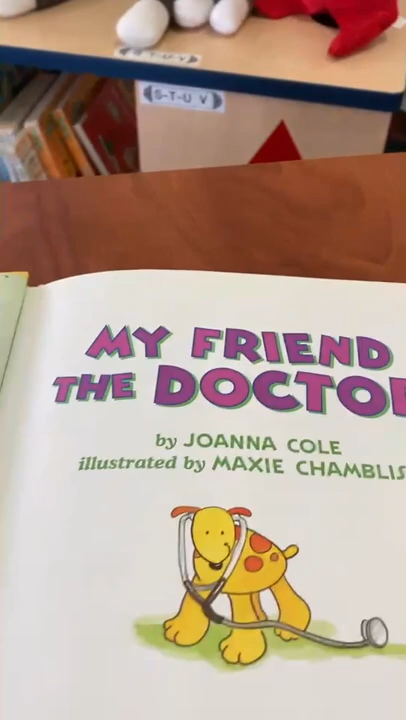 S-T-U-V
S-T-U V
MY FRIEND
THE DOCTO
by JOANNA COLE
illustrated by MAXIE CHAMBLIS